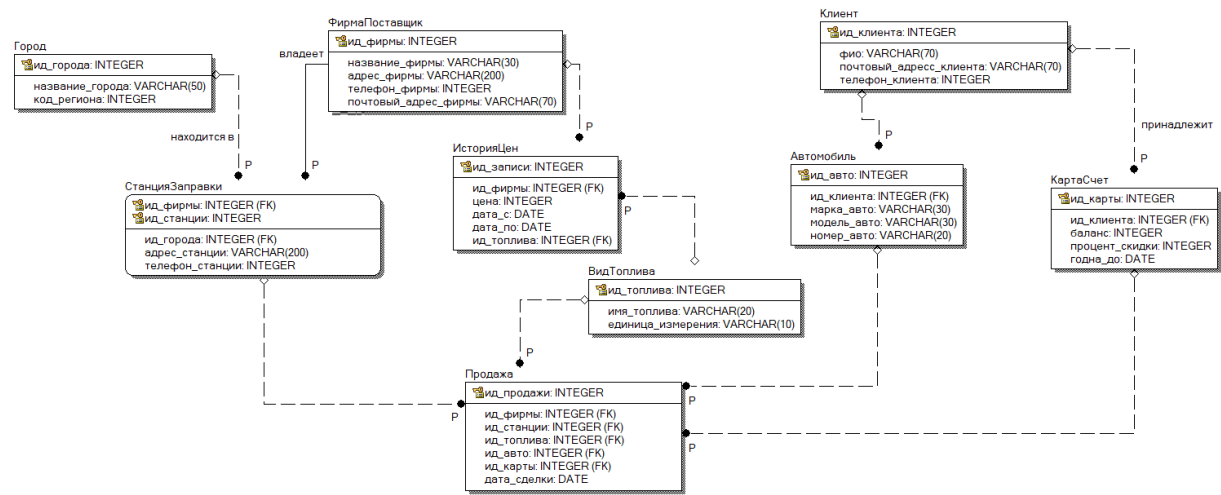 Город
ид_города: INTEGER
название_города: VARCHAR(50)
код_региона: INTEGER
находится в
P
ФирмаПоставщик
ид_фирмы: INTEGER
название_фирмы: VARCHAR(30)
адрес_фирмы: VARCHAR(200)
телефон_фирмы: INTEGER
почтовый_адрес_фирмы: VARCHAR(70)
владеет
P
P
Клиент
ид_клиента: INTEGER
фио: VARCHAR(70)
почтовый_адресс_клиента: VARCHAR(70)
телефон_клиента: INTEGER
P
принадлежит
P
СтанцияЗаправки
ид_фирмы: INTEGER (FK)
ид_станции: INTEGER
ид_города: INTEGER (FK)
адрес_станции: VARCHAR(200)
телефон_станции: INTEGER
ИсторияЦен
ид_записи: INTEGER
ид_фирмы: INTEGER (FK)
цена: INTEGER
дата_с: DATE
дата_по: DATE
ид_топлива: INTEGER (FK)
P
Автомобиль
ид_авто: INTEGER
ид_клиента: INTEGER (FK)
марка_авто: VARCHAR(30)
модель_авто: VARCHAR(30)
номер_авто: VARCHAR(20)
КартаСчет
ид_карты: INTEGER
ид_клиента: INTEGER (FK)
баланс: INTEGER
процент_скидки: INTEGER
годна_до: DATE
ВидТоплива
ид_топлива: INTEGER
имя_топлива: VARCHAR(20)
единица_измерения: VARCHAR(10)
P
Продажа
ид_продажи: INTEGER
ид_фирмы: INTEGER (FK)
ид_станции: INTEGER (FK)
ид_топлива: INTEGER (FK)
ид_авто: INTEGER (FK)
ид_карты: INTEGER (FK)
дата_сделки: DATE
P
P
P